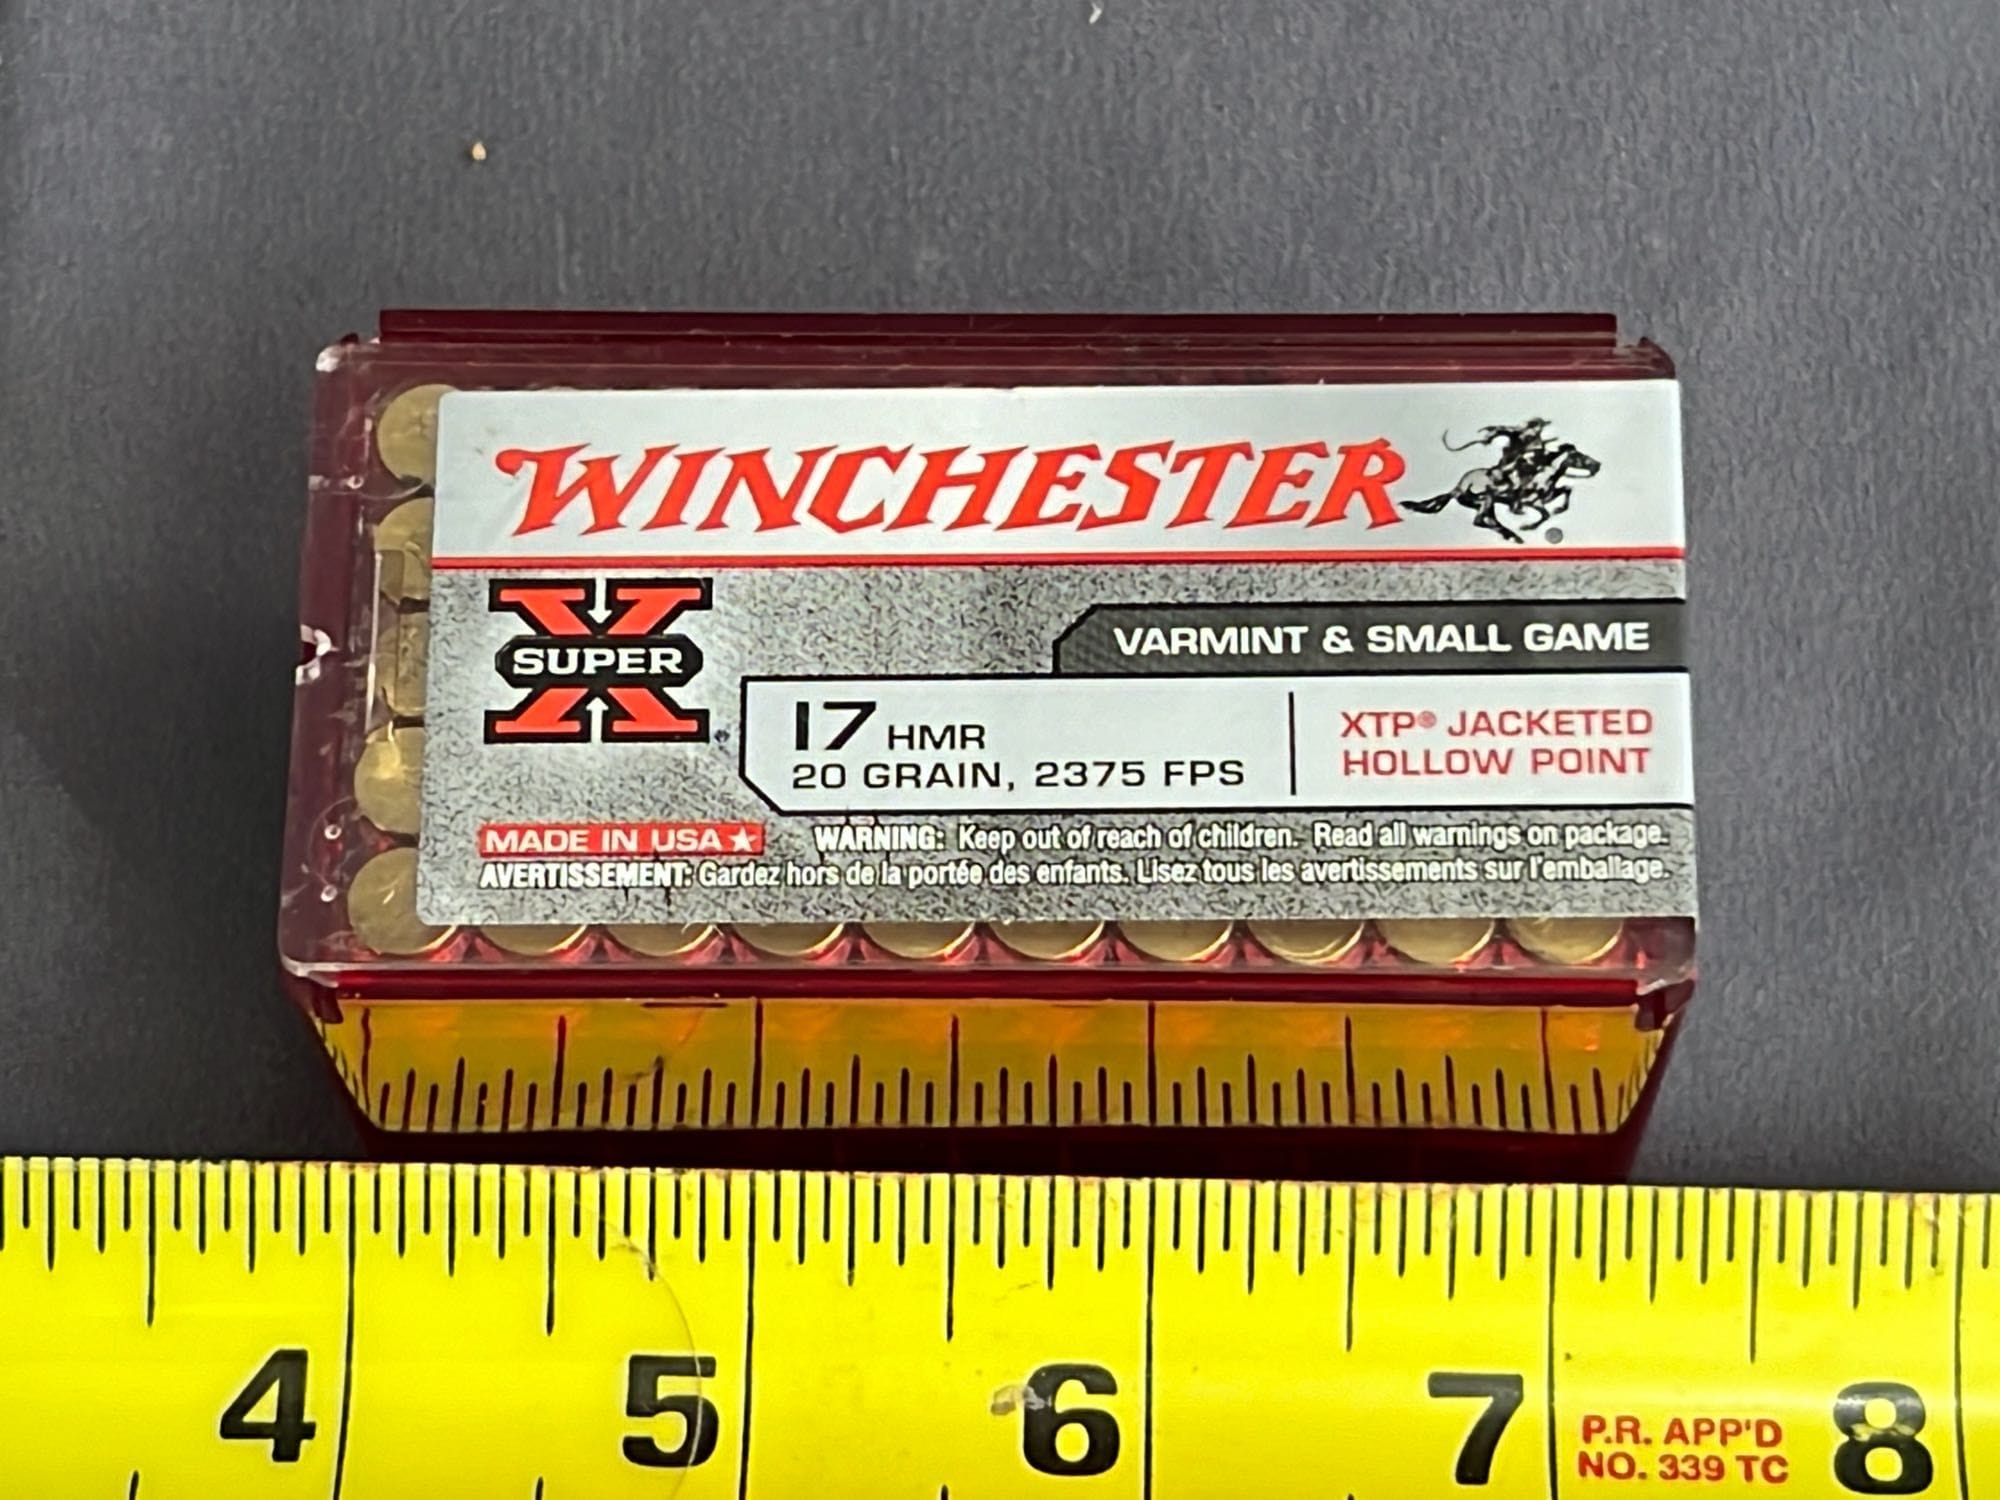 WINCHESTER
®
X
SUPER
®
VARMINT & SMALL GAME
17 HMR
20 GRAIN, 2375 FPS
XTP® JACKETED
HOLLOW POINT
MADE IN USA ★
WARNING: Keep out of reach of children. Read all warnings on package.
AVERTISSEMENT: Gardez hors de la portée des enfants. Lisez tous les avertissements sur l'emballage.
4 5 6 7 8
P.R. APP'D
NO. 339 TC